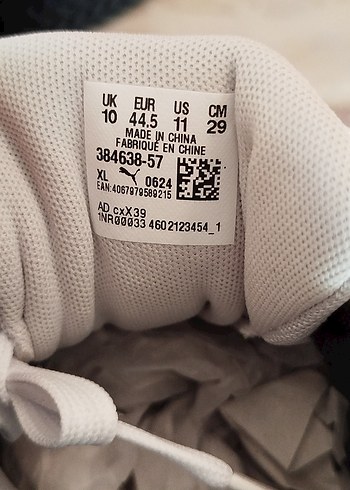 UK EUR US CM
10 44.5 11 29
MADE IN CHINA
FABRIQUÉ EN CHINE
384638-57
XL 0624
EAN:4067979589215
AD cxX39
1NR00033 4602123454_1